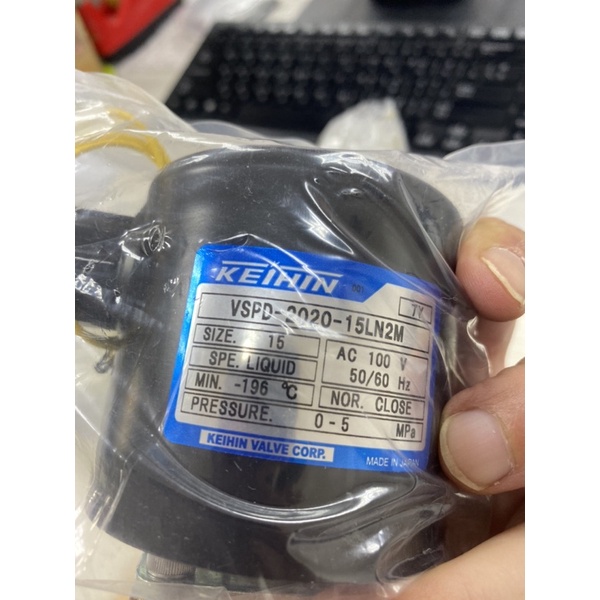 KEIHIN
7Y
VSPD-2020-15LN2M
SIZE. 15
SPE. LIQUID
MIN. -196 ℃
AC 100 V
50/60 Hz
NOR. CLOSE
PRESSURE. 0-5 MPa
KEIHIN VALVE CORP.
MADE IN JAPAN